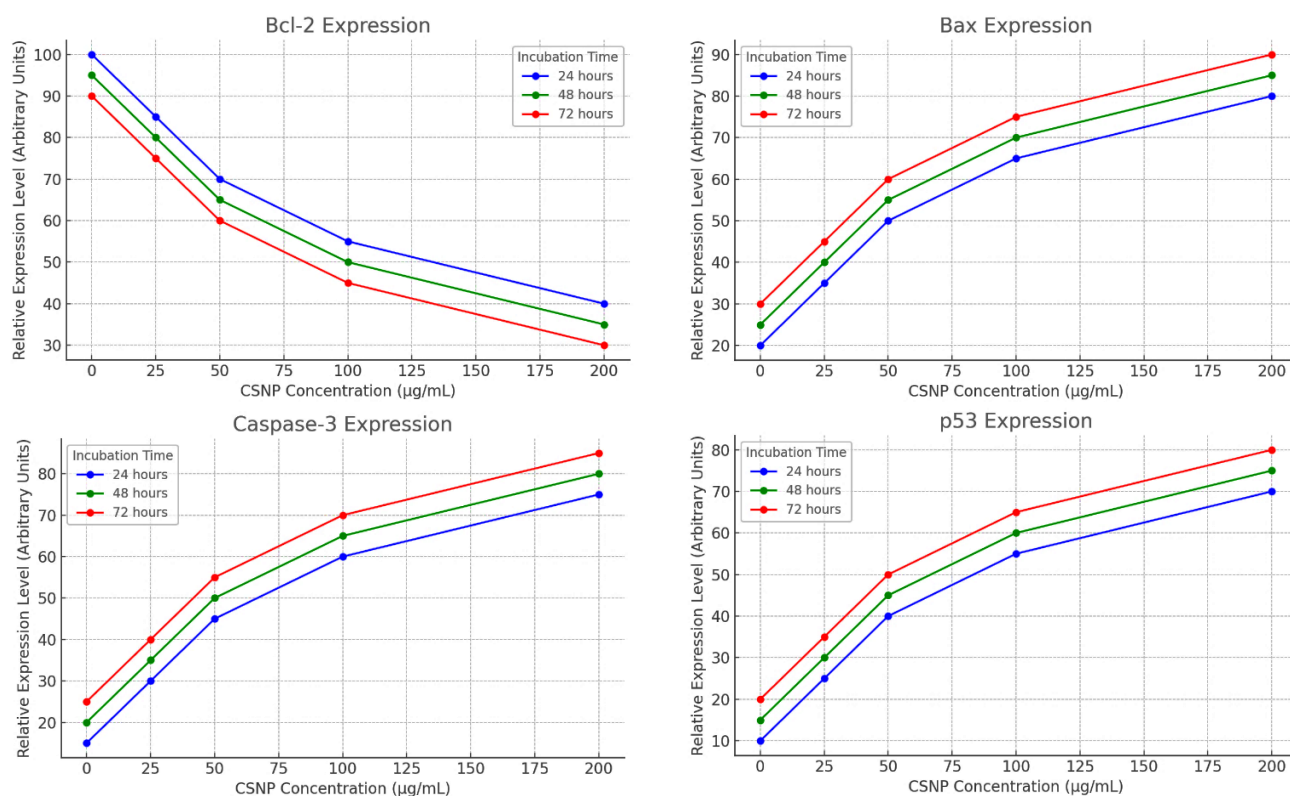 Bcl-2 Expression
Relative Expression Level (Arbitrary Units)
100
90
80
70
60
50
40
30
Incubation Time
24 hours
48 hours
72 hours
0 25 50 75 100 125 150 175 200
CSNP Concentration (µg/mL)
Bax Expression
Relative Expression Level (Arbitrary Units)
90
80
70
60
50
40
30
20
Incubation Time
24 hours
48 hours
72 hours
0 25 50 75 100 125 150 175 200
CSNP Concentration (µg/mL)
Caspase-3 Expression
Relative Expression Level (Arbitrary Units)
80
70
60
50
40
30
20
Incubation Time
24 hours
48 hours
72 hours
0 25 50 75 100 125 150 175 200
CSNP Concentration (µg/mL)
p53 Expression
Relative Expression Level (Arbitrary Units)
80
70
60
50
40
30
20
10
Incubation Time
24 hours
48 hours
72 hours
0 25 50 75 100 125 150 175 200
CSNP Concentration (µg/mL)